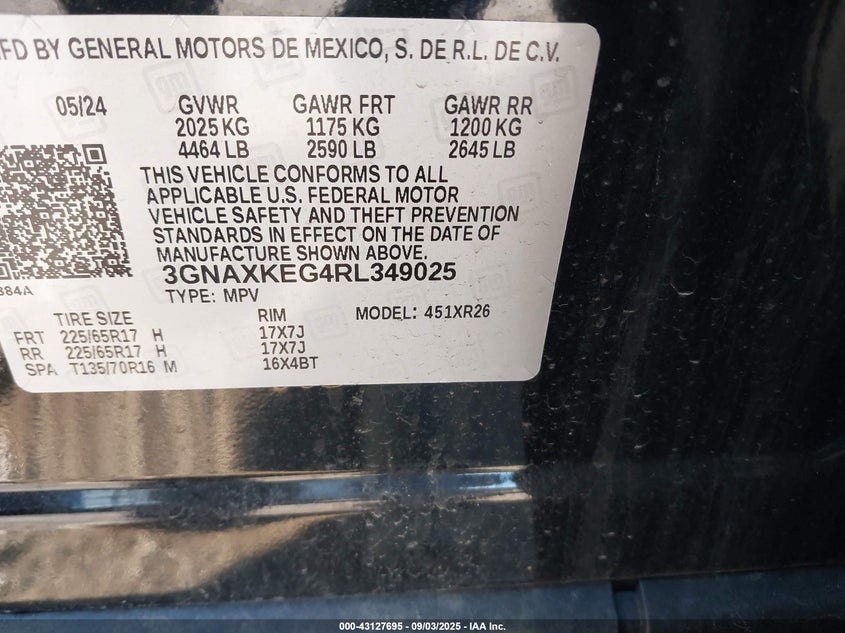 FD BY GENERAL MOTORS DE MEXICO, S. DE R.L. DE C.V.
05/24 GVWR GAWR FRT GAWR RR
2025 KG 1175 KG 1200 KG
4464 LB 2590 LB 2645 LB
THIS VEHICLE CONFORMS TO ALL
APPLICABLE U.S. FEDERAL MOTOR
VEHICLE SAFETY AND THEFT PREVENTION
STANDARDS IN EFFECT ON THE DATE OF
MANUFACTURE SHOWN ABOVE.
3GNAXKEG4RL349025
384A
TYPE: MPV
TIRE SIZE RIM MODEL: 451XR26
FRT 225/65R17 H 17X7J
RR 225/65R17 H 17X7J
SPA T135/70R16 M 16X4BT
000-43127695 - 09/03/2025 - IAA Inc.